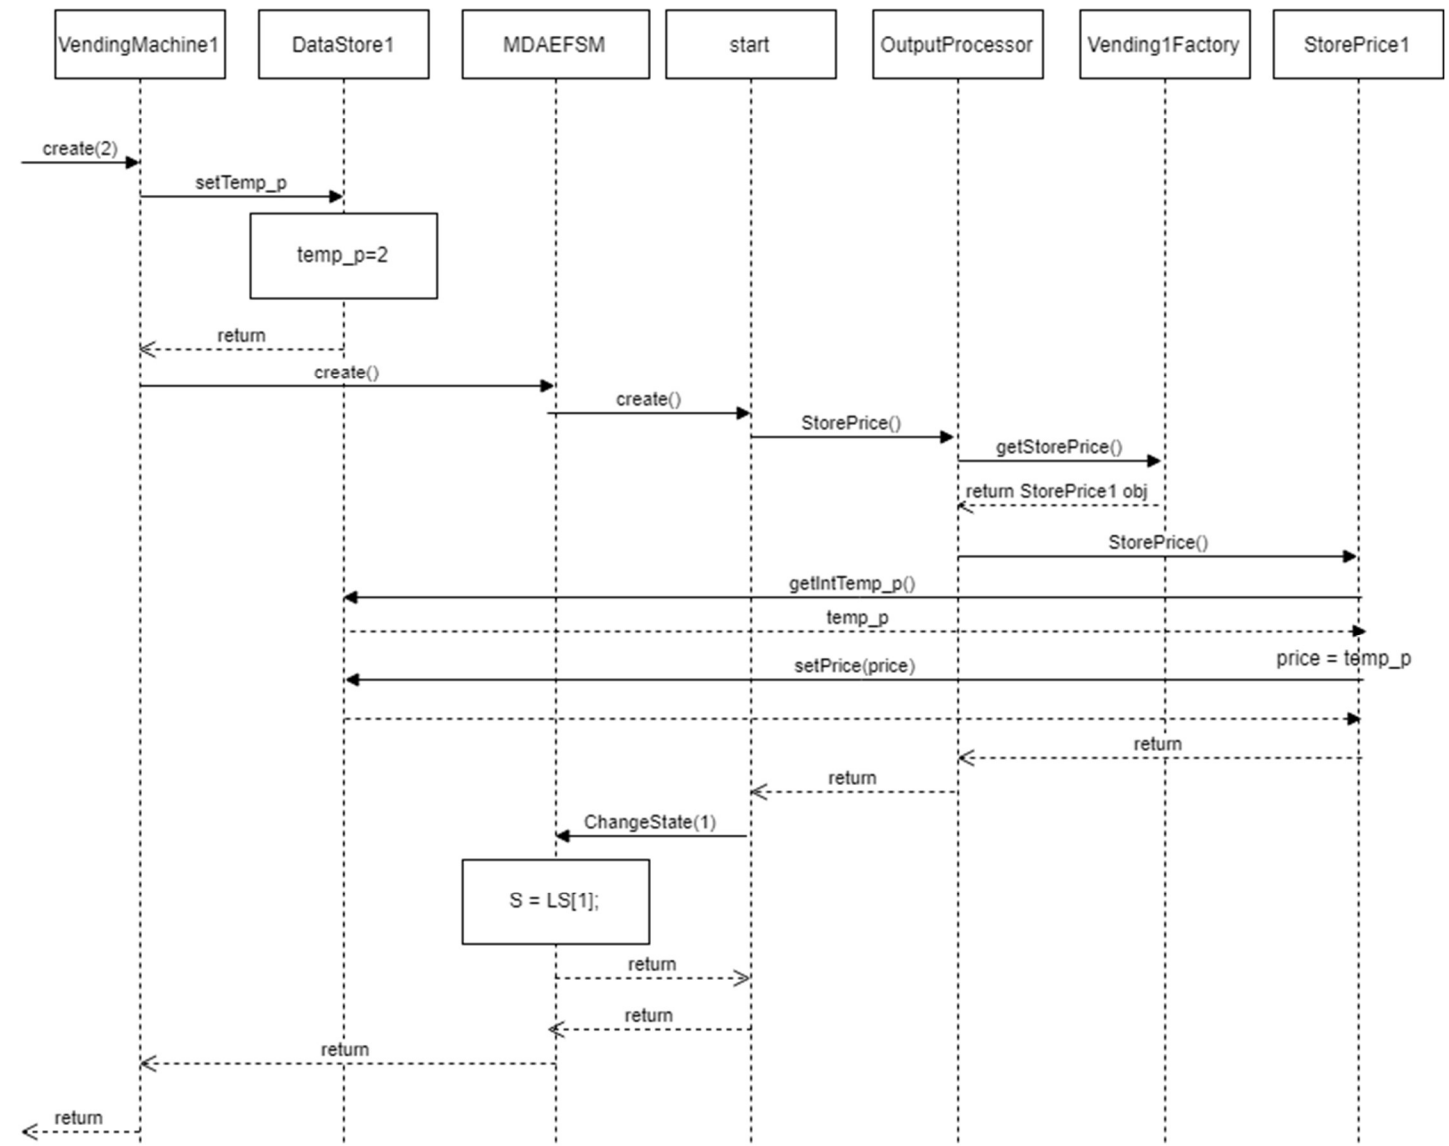 VendingMachine1
DataStore1
MDAEFSM
start
OutputProcessor
Vending1Factory
StorePrice1
create(2)
setTemp_p
temp_p=2
return
create()
create()
StorePrice()
getStorePrice()
return StorePrice1 obj
StorePrice()
getIntTemp_p()
temp_p
price = temp_p
setPrice(price)
return
return
ChangeState(1)
S = LS[1];
return
return
return
return